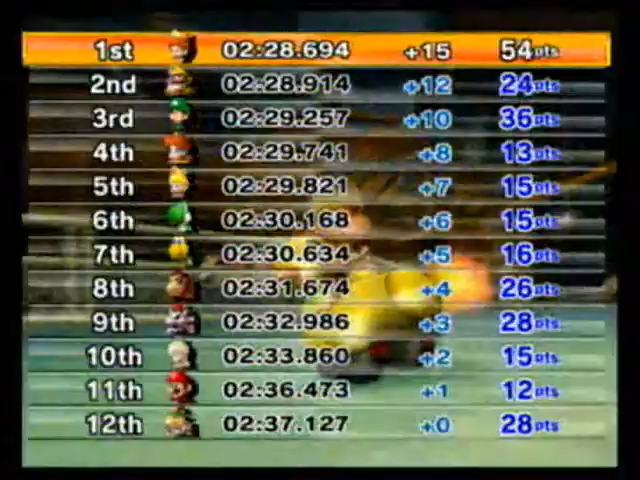 1st 02:28.694 +15 54pts
2nd 02:28.914 +12 24pts
3rd 02:29.257 +10 36pts
4th 02:29.741 +8 13pts
5th 02:29.821 +7 15pts
6th 02:30.168 +6 15pts
7th 02:30.634 +5 16pts
8th 02:31.674 +4 26pts
9th 02:32.986 +3 28pts
10th 02:33.860 +2 15pts
11th 02:36.473 +1 12pts
12th 02:37.127 +0 28pts